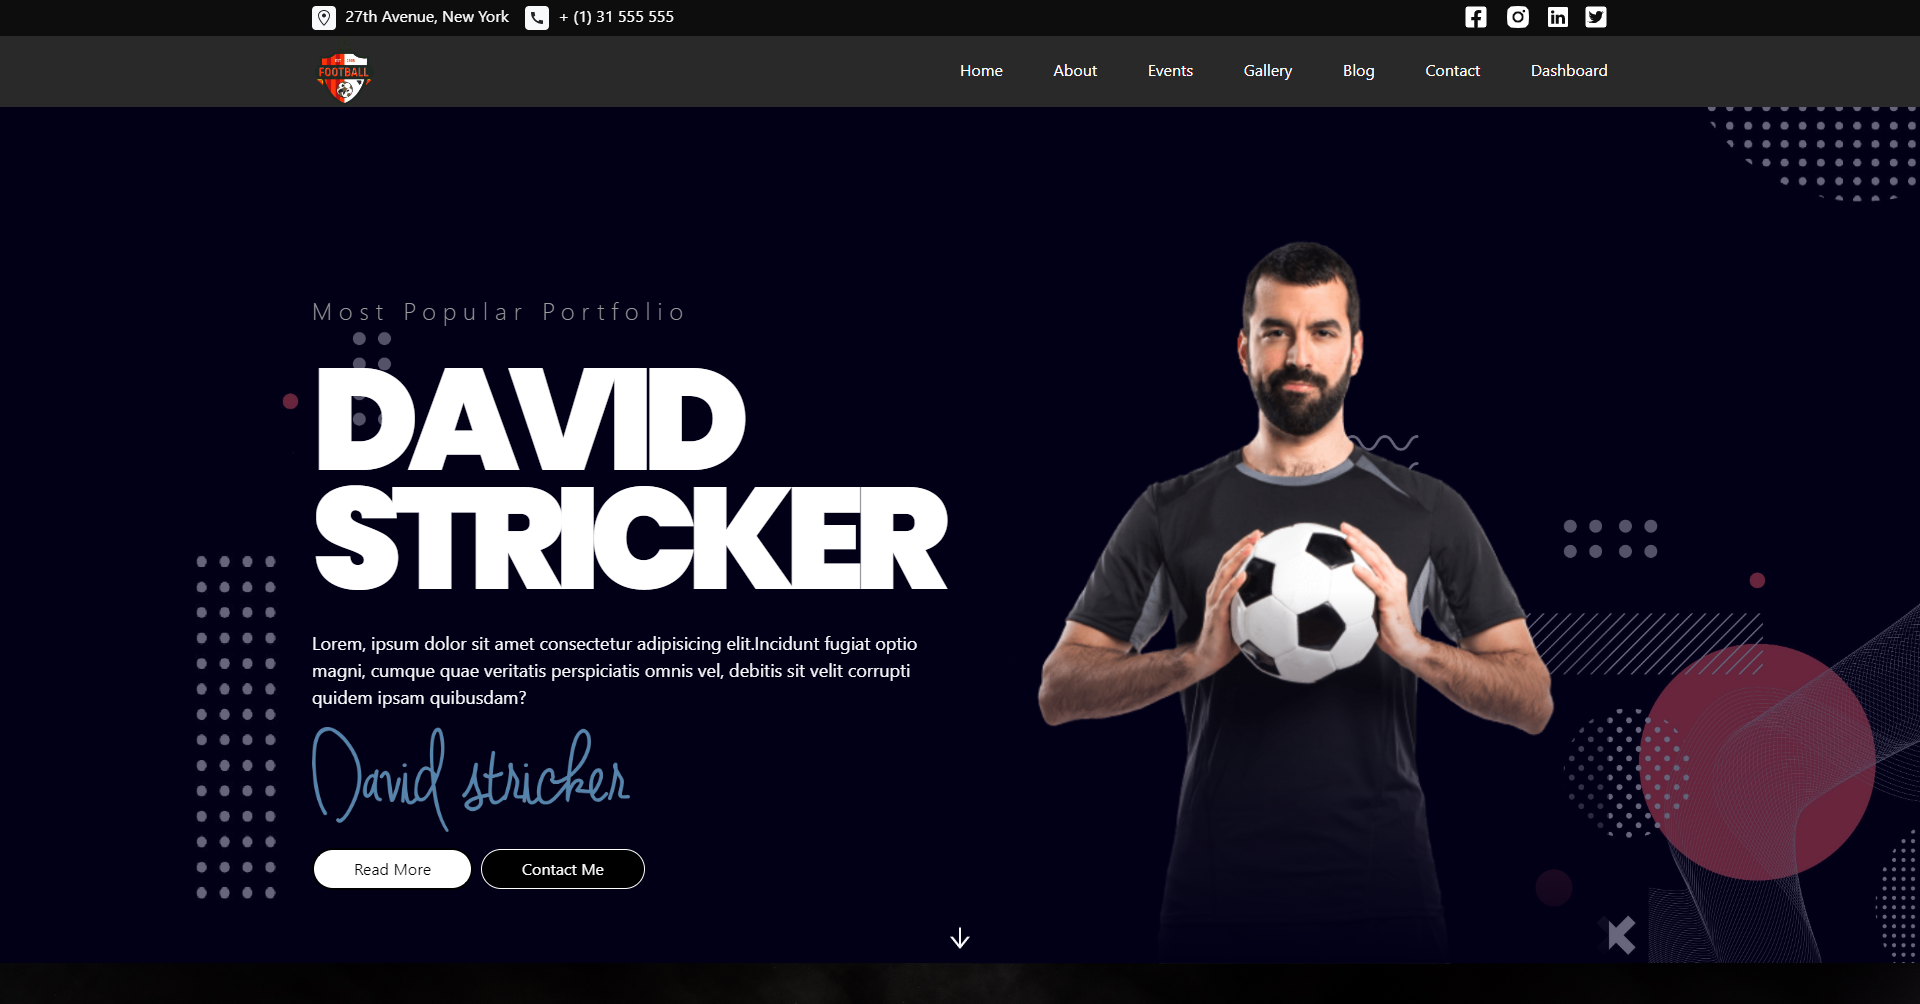 27th Avenue, New York
+ (1) 31 555 555
FOOTBALL
Home
About
Events
Gallery
Blog
Contact
Dashboard
Most Popular Portfolio
DAVID
STRICKER
Lorem, ipsum dolor sit amet consectetur adipisicing elit.Incidunt fugiat optio
magni, cumque quae veritatis perspiciatis omnis vel, debitis sit velit corrupti
quidem ipsam quibusdam?
David stricker
Read More
Contact Me